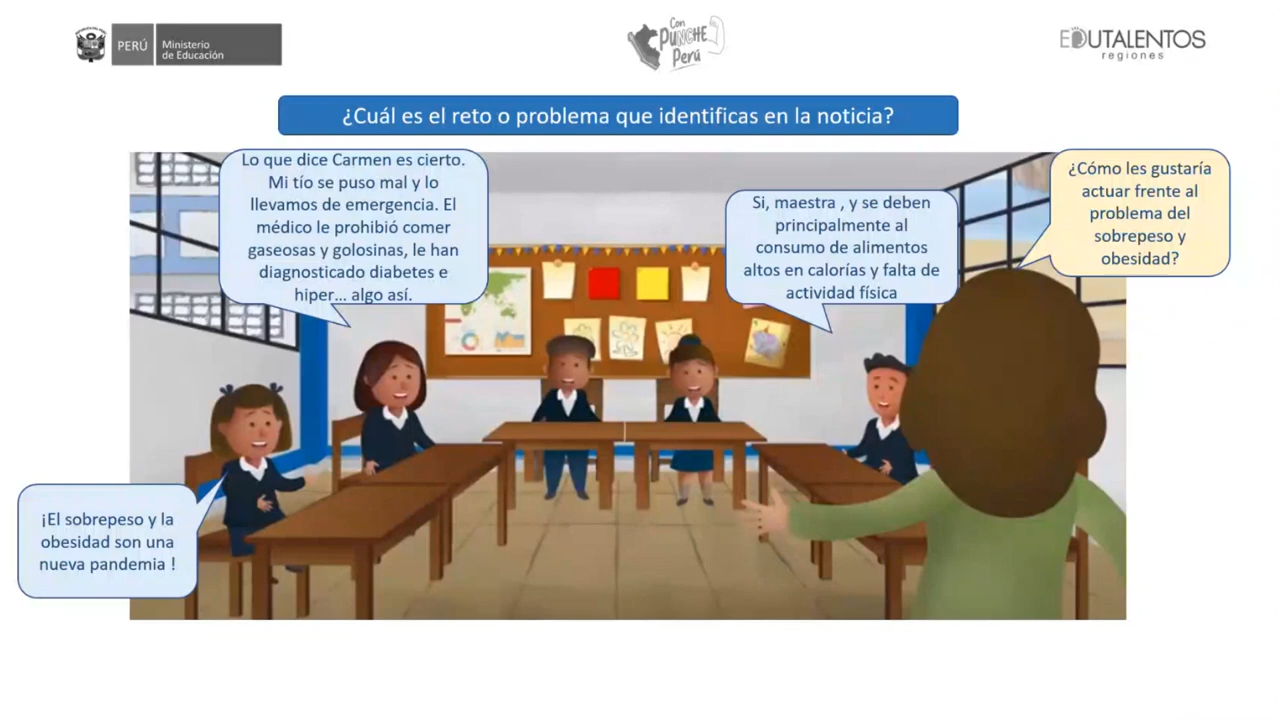 PERÚ
Ministerio
de Educación
Con
PUNCHE
Perú
EDUTALENTOS
regiones
¿Cuál es el reto o problema que identificas en la noticia?
Lo que dice Carmen es cierto.
Mi tío se puso mal y lo
llevamos de emergencia. El
médico le prohibió comer
gaseosas y golosinas, le han
diagnosticado diabetes e
hiper... algo así.
Si, maestra , y se deben
principalmente al
consumo de alimentos
altos en calorías y falta de
actividad física
¿Cómo les gustaría
actuar frente al
problema del
sobrepeso y
obesidad?
¡El sobrepeso y la
obesidad son una
nueva pandemia !